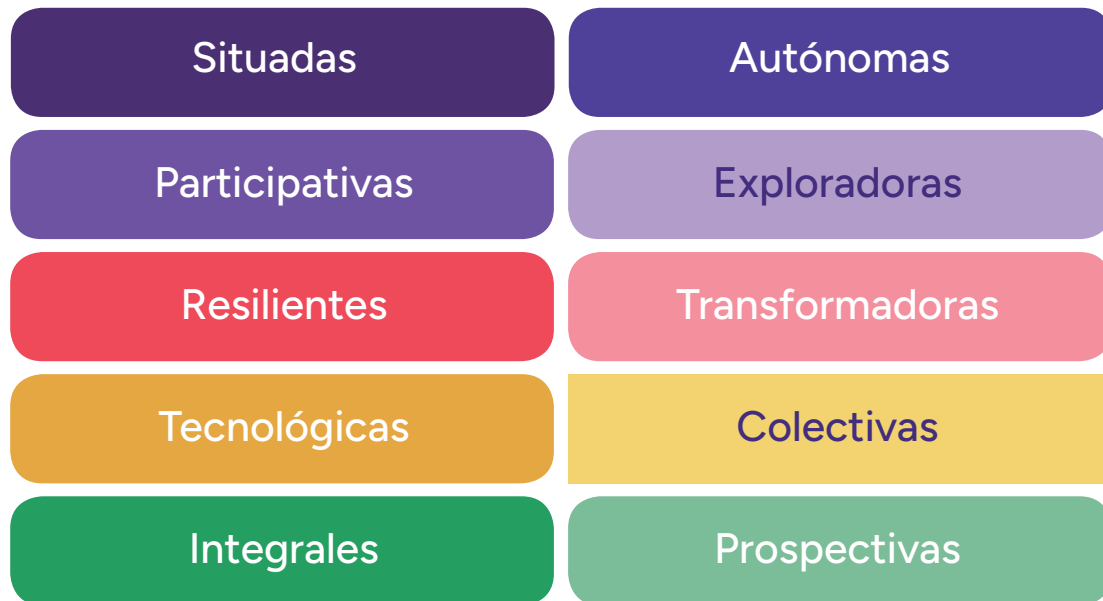 Situadas
Autónomas
Participativas
Exploradoras
Resilientes
Transformadoras
Tecnológicas
Colectivas
Integrales
Prospectivas